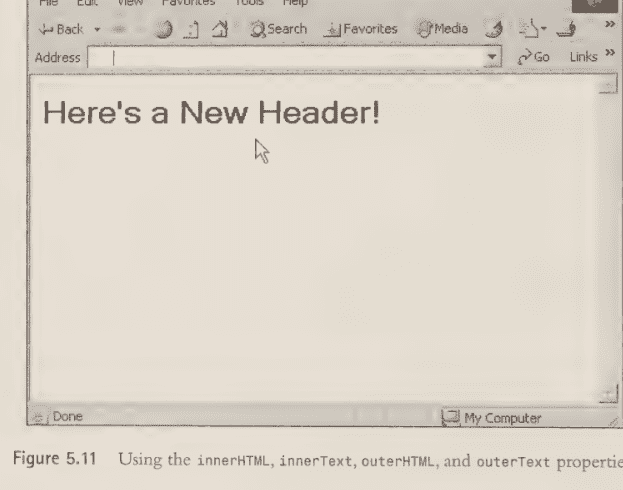 File Edit View Favorites Tools Help
Back Search Favorites Media »
Address Go Links »
Here's a New Header!
Done My Computer
Figure 5.11 Using the innerHTML, innerText, outerHTML, and outerText propertie